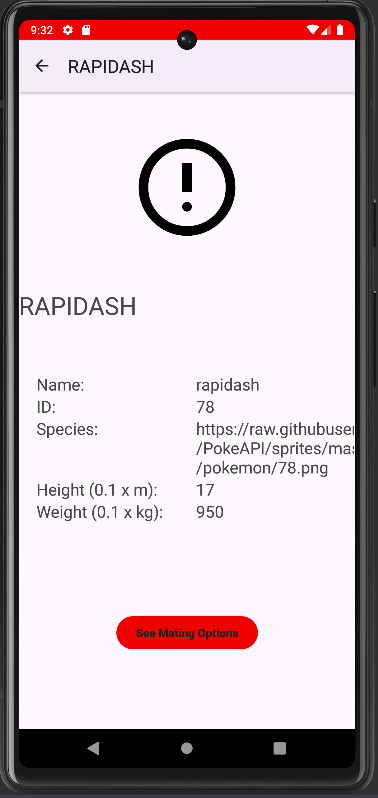 9:32
RAPIDASH
RAPIDASH
Name: rapidash
ID: 78
Species: https://raw.githubuser
/PokeAPI/sprites/mas
/pokemon/78.png
Height (0.1 x m): 17
Weight (0.1 x kg): 950
See Mating Options